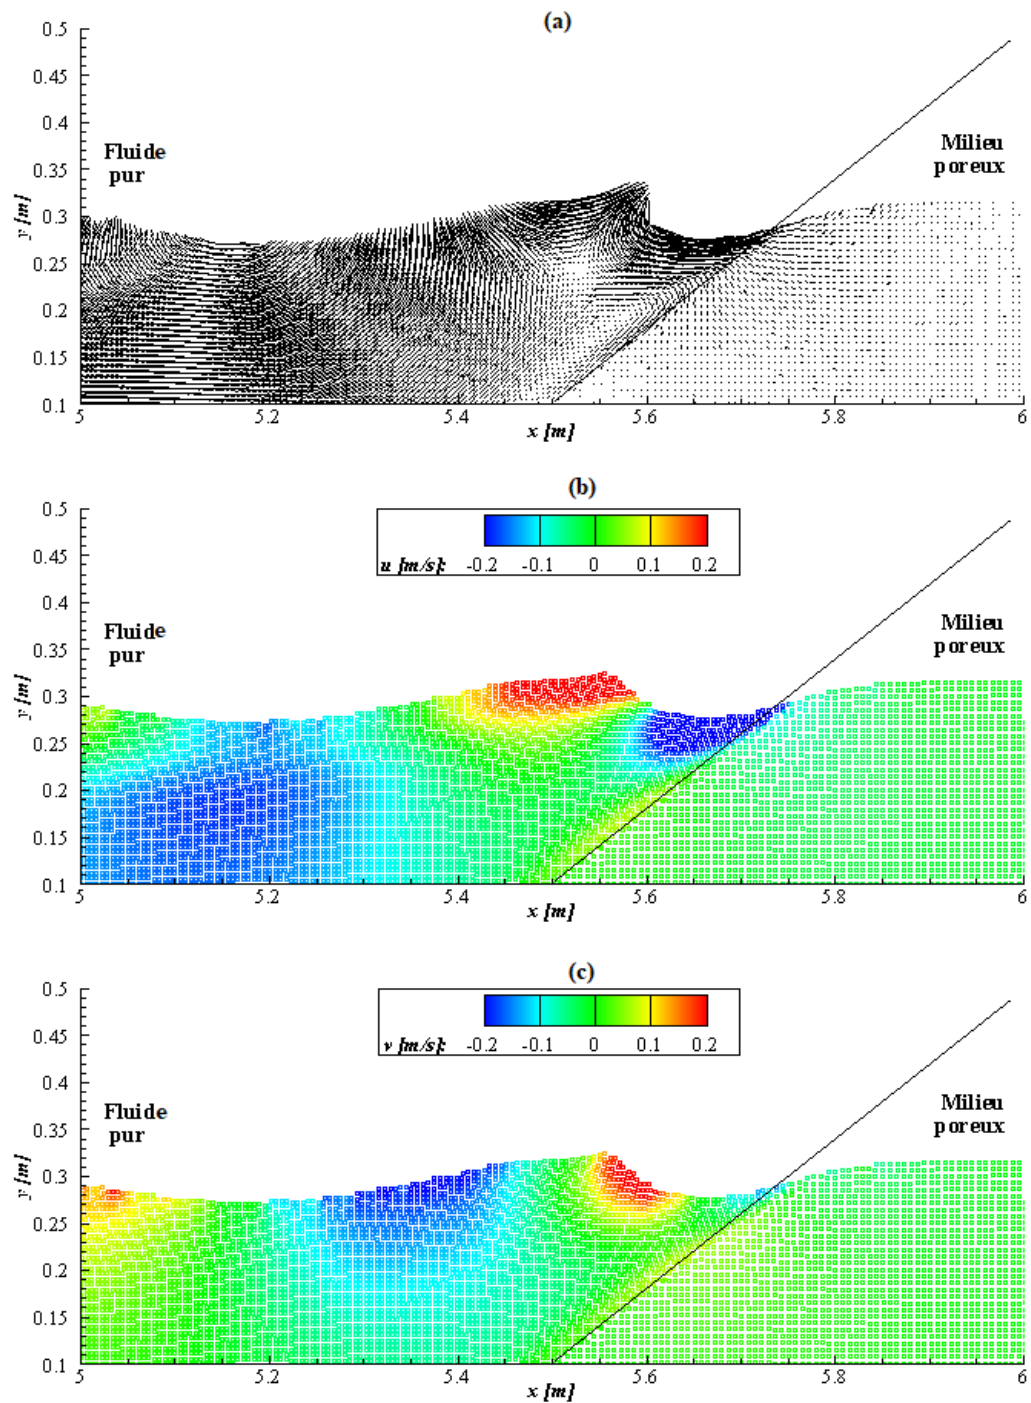 (a)
0.5
0.45
0.4
0.35
0.3
0.25
0.2
0.15
0.1
y [m]
Fluide
pur
Milieu
poreux
5
5.2
5.4
5.6
5.8
6
x [m]
(b)
u [m/s]:
-0.2
-0.1
0
0.1
0.2
0.5
0.45
0.4
0.35
0.3
0.25
0.2
0.15
0.1
y [m]
Fluide
pur
Milieu
poreux
5
5.2
5.4
5.6
5.8
6
x [m]
(c)
v [m/s]:
-0.2
-0.1
0
0.1
0.2
0.5
0.45
0.4
0.35
0.3
0.25
0.2
0.15
0.1
y [m]
Fluide
pur
Milieu
poreux
5
5.2
5.4
5.6
5.8
6
x [m]